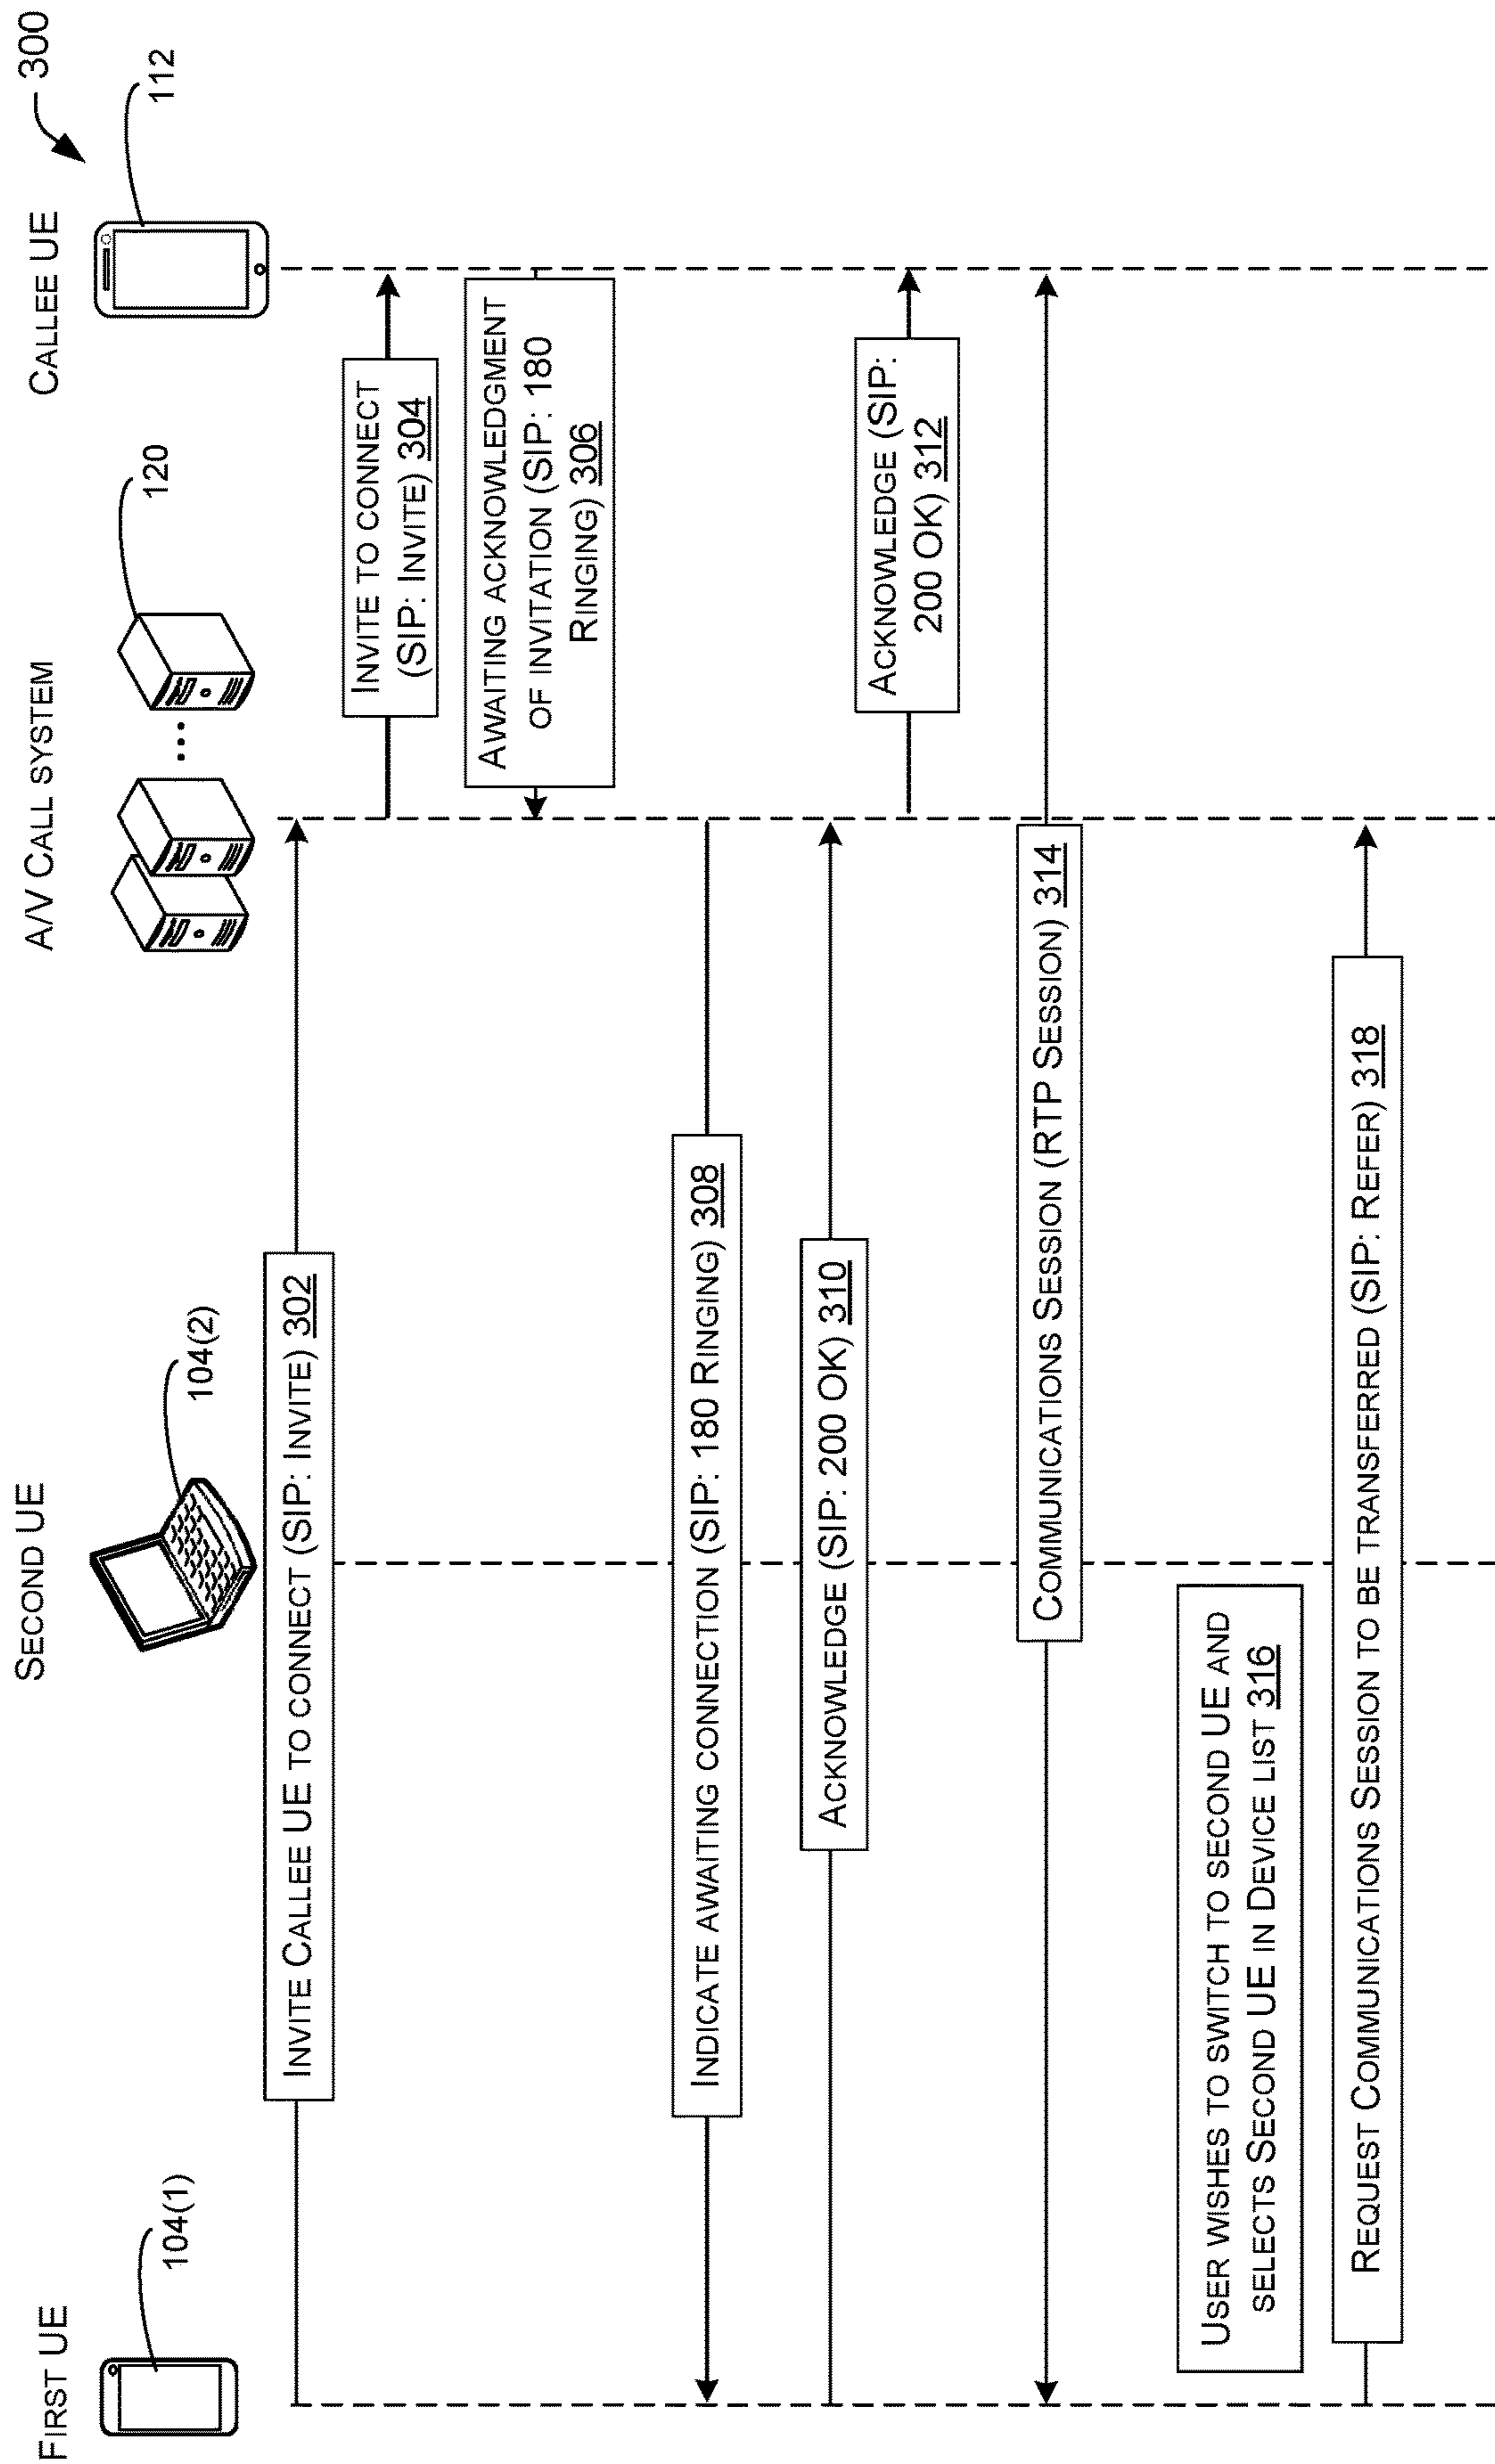 300
FIRST UE
SECOND UE
A/V CALL SYSTEM
CALLEE UE
104(1)
104(2)
120
112
INVITE CALLEE UE TO CONNECT (SIP: INVITE) 302
INVITE TO CONNECT
(SIP: INVITE) 304
AWAITING ACKNOWLEDGMENT
OF INVITATION (SIP: 180
RINGING) 306
INDICATE AWAITING CONNECTION (SIP: 180 RINGING) 308
ACKNOWLEDGE (SIP: 200 OK) 310
ACKNOWLEDGE (SIP:
200 OK) 312
COMMUNICATIONS SESSION (RTP SESSION) 314
USER WISHES TO SWITCH TO SECOND UE AND
SELECTS SECOND UE IN DEVICE LIST 316
REQUEST COMMUNICATIONS SESSION TO BE TRANSFERRED (SIP: REFER) 318